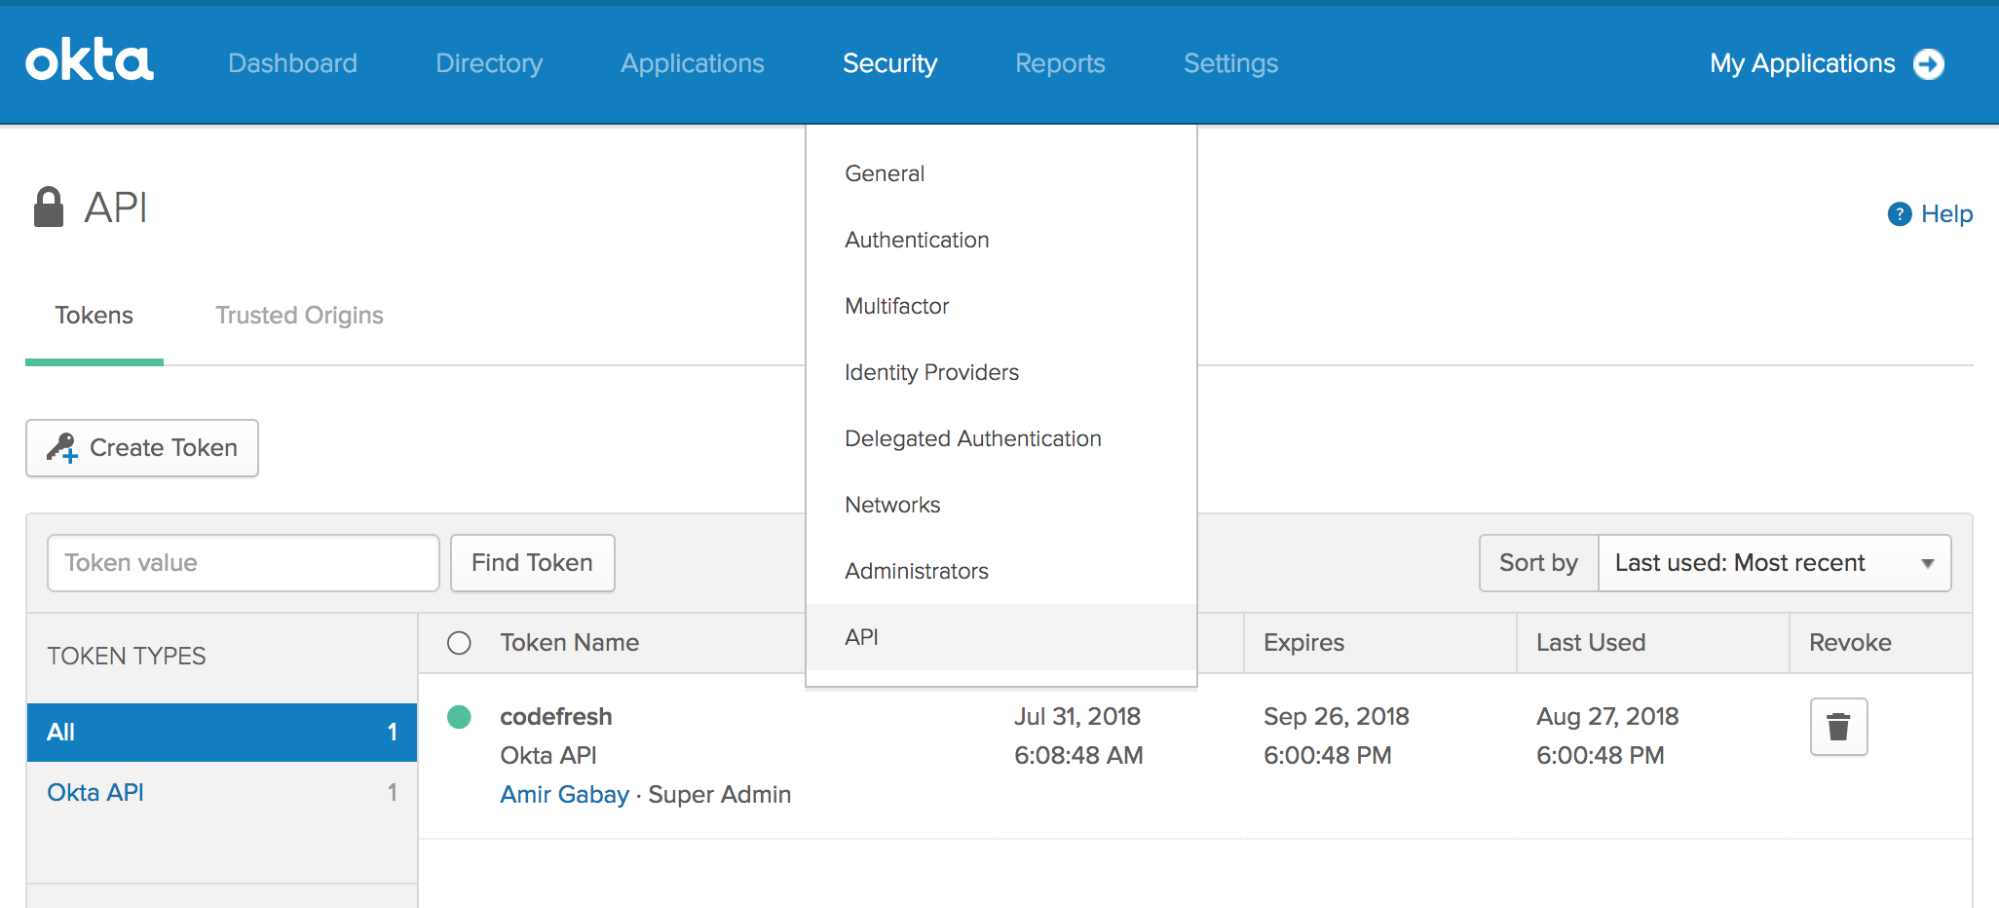 okta Dashboard Directory Applications Security Reports Settings My Applications
General
API
? Help
Authentication
Multifactor
Tokens Trusted Origins
Identity Providers
Delegated Authentication
Create Token
Networks
Token value Find Token Sort by Last used: Most recent
Administrators
API
TOKEN TYPES Token Name Expires Last Used Revoke
All 1 codefresh Jul 31, 2018 Sep 26, 2018 Aug 27, 2018
Okta API 6:08:48 AM 6:00:48 PM 6:00:48 PM
Okta API 1 Amir Gabay · Super Admin